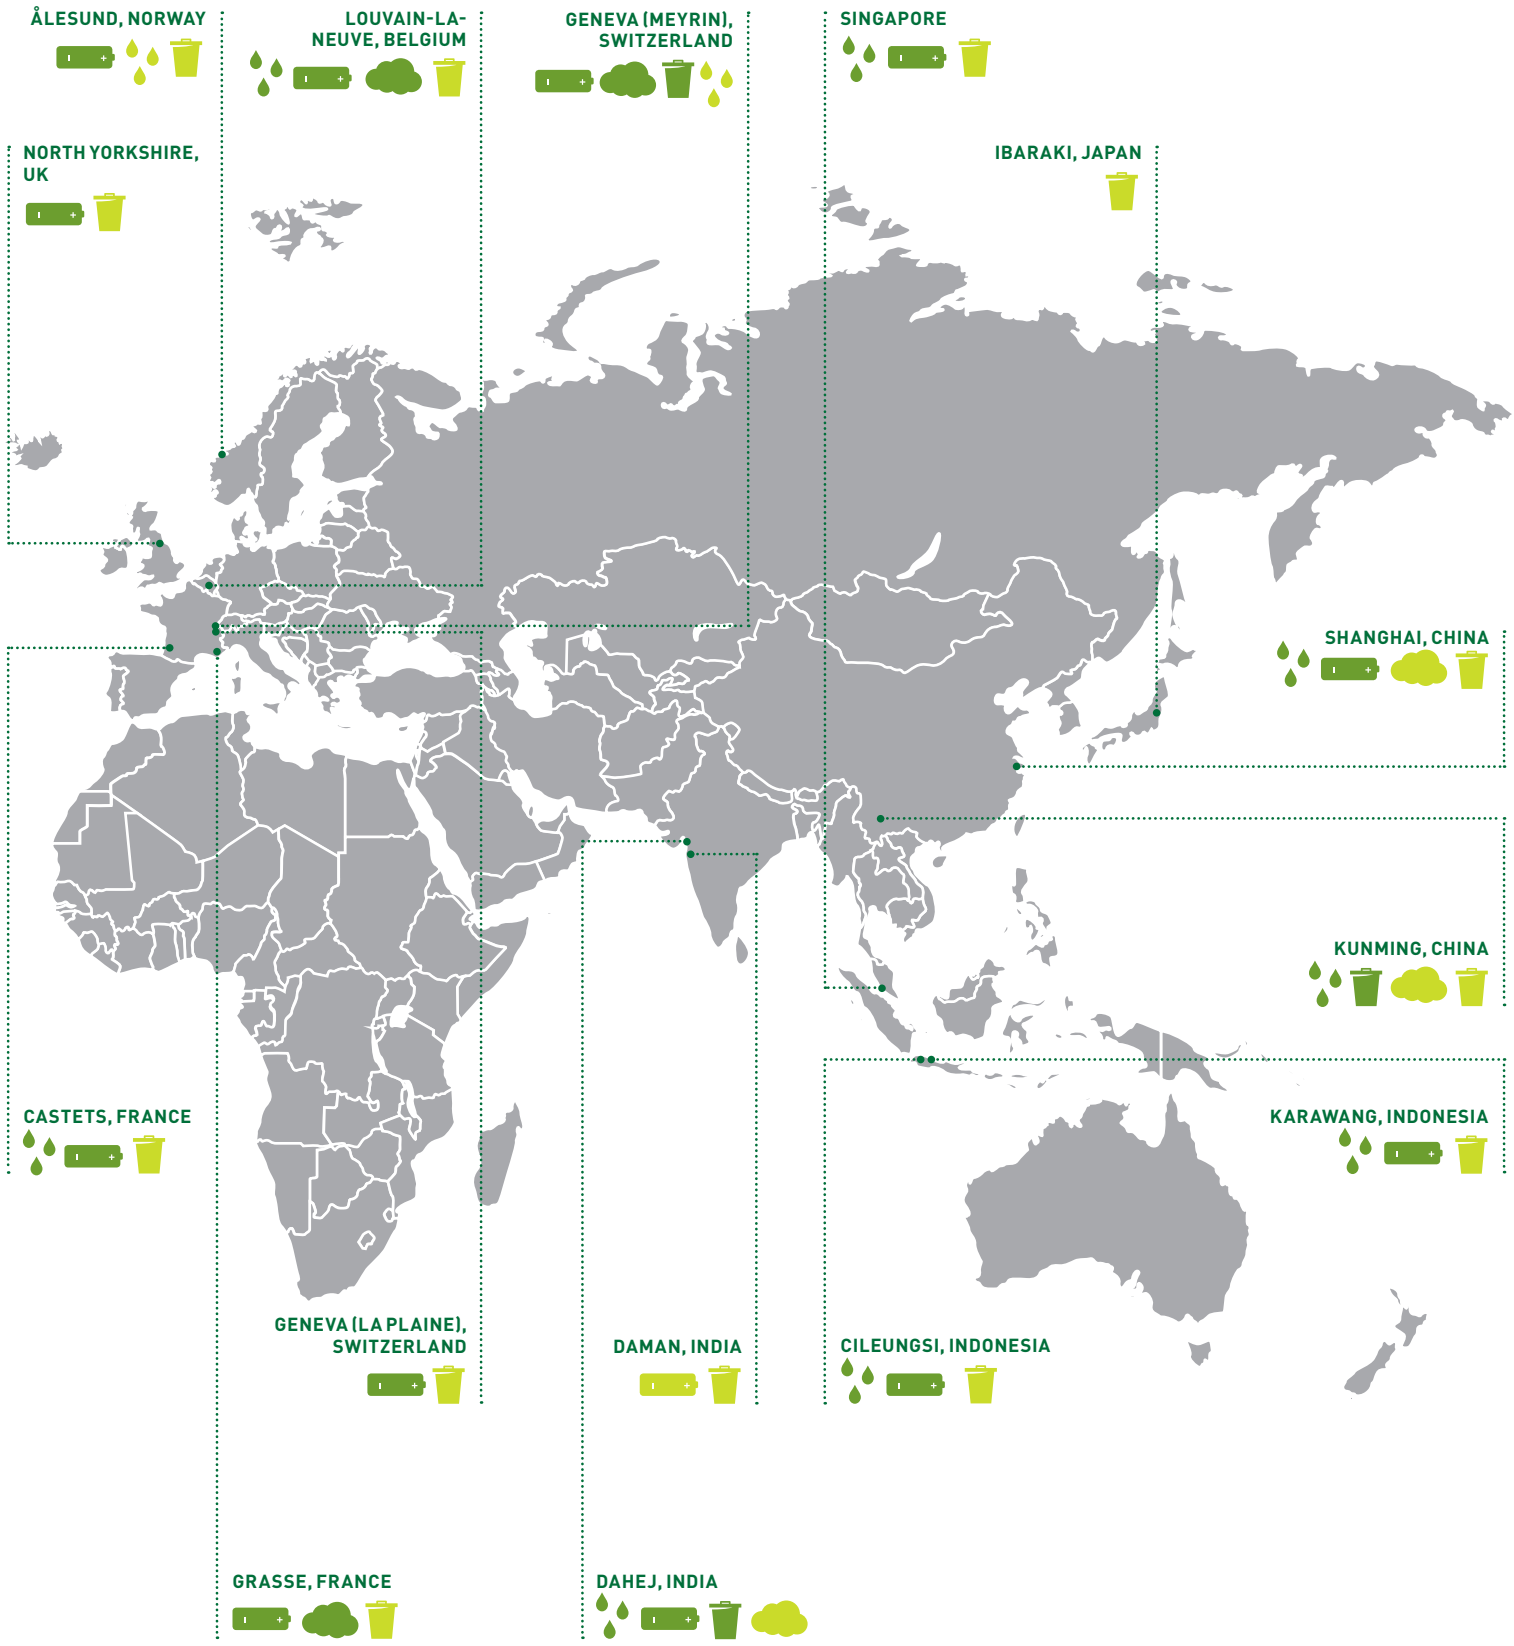 ÅLESUND, NORWAY
LOUVAIN-LA-
NEUVE, BELGIUM
GENEVA (MEYRIN),
SWITZERLAND
SINGAPORE
NORTH YORKSHIRE,
UK
IBARAKI, JAPAN
SHANGHAI, CHINA
KUNMING, CHINA
CASTETS, FRANCE
KARAWANG, INDONESIA
GENEVA (LA PLAINE),
SWITZERLAND
DAMAN, INDIA
CILEUNGSI, INDONESIA
GRASSE, FRANCE
DAHEJ, INDIA